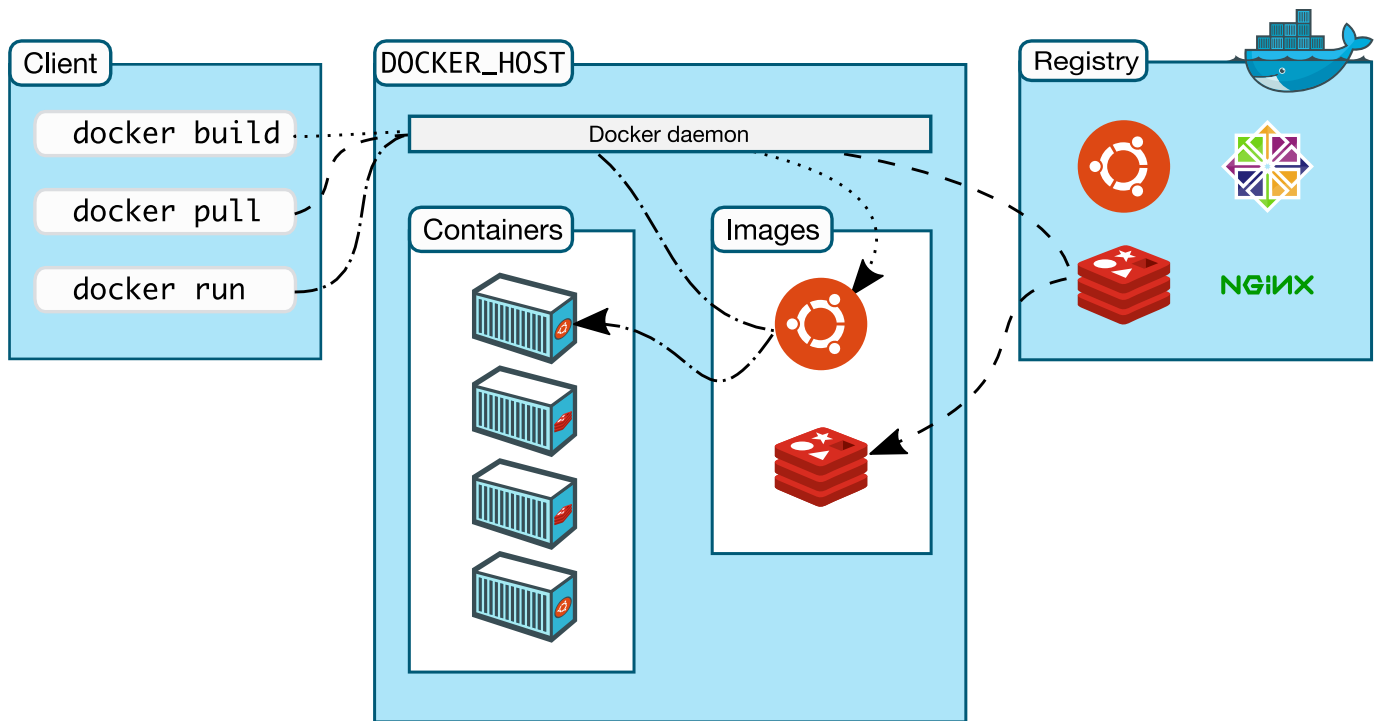 Client
docker build
docker pull
docker run
DOCKER_HOST
Docker daemon
Containers
Images
Registry
NGiNX